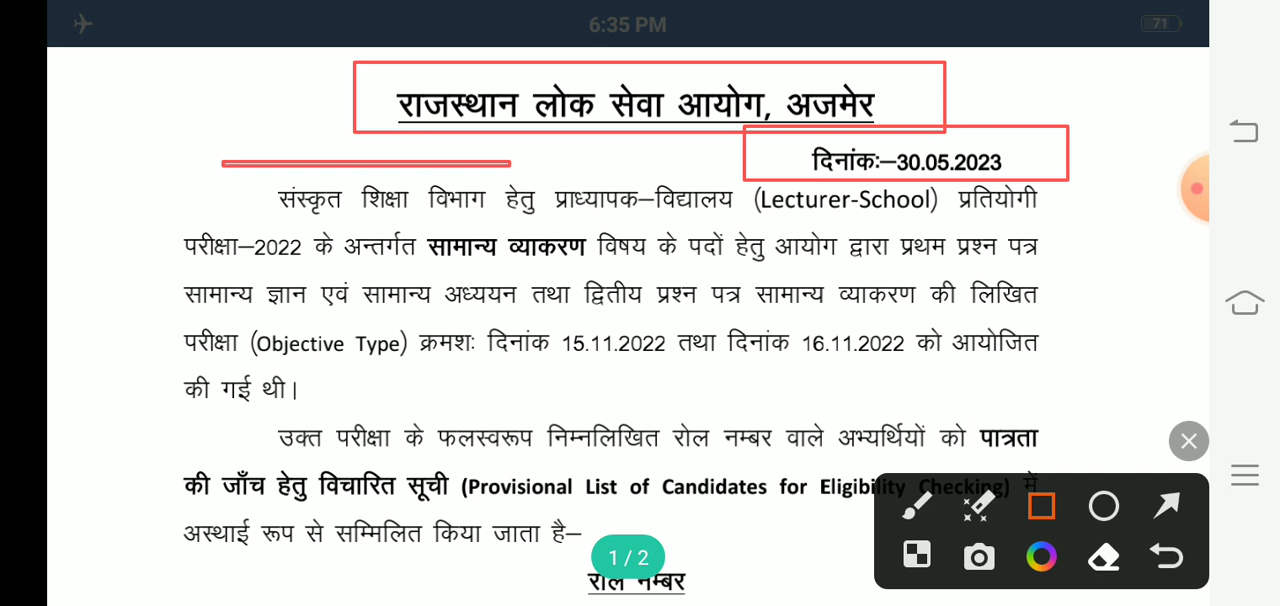 6:35 PM
71
राजस्थान लोक सेवा आयोग, अजमेर
दिनांकः–30.05.2023
संस्कृत शिक्षा विभाग हेतु प्राध्यापक–विद्यालय (Lecturer-School) प्रतियोगी
परीक्षा–2022 के अन्तर्गत सामान्य व्याकरण विषय के पदों हेतु आयोग द्वारा प्रथम प्रश्न पत्र
सामान्य ज्ञान एवं सामान्य अध्ययन तथा द्वितीय प्रश्न पत्र सामान्य व्याकरण की लिखित
परीक्षा (Objective Type) क्रमशः दिनांक 15.11.2022 तथा दिनांक 16.11.2022 को आयोजित
की गई थी।
उक्त परीक्षा के फलस्वरूप निम्नलिखित रोल नम्बर वाले अभ्यर्थियों को पात्रता
की जाँच हेतु विचारित सूची (Provisional List of Candidates for Eligibility Checking) में
अस्थाई रूप से सम्मिलित किया जाता है–
1 / 2
रोल नम्बर